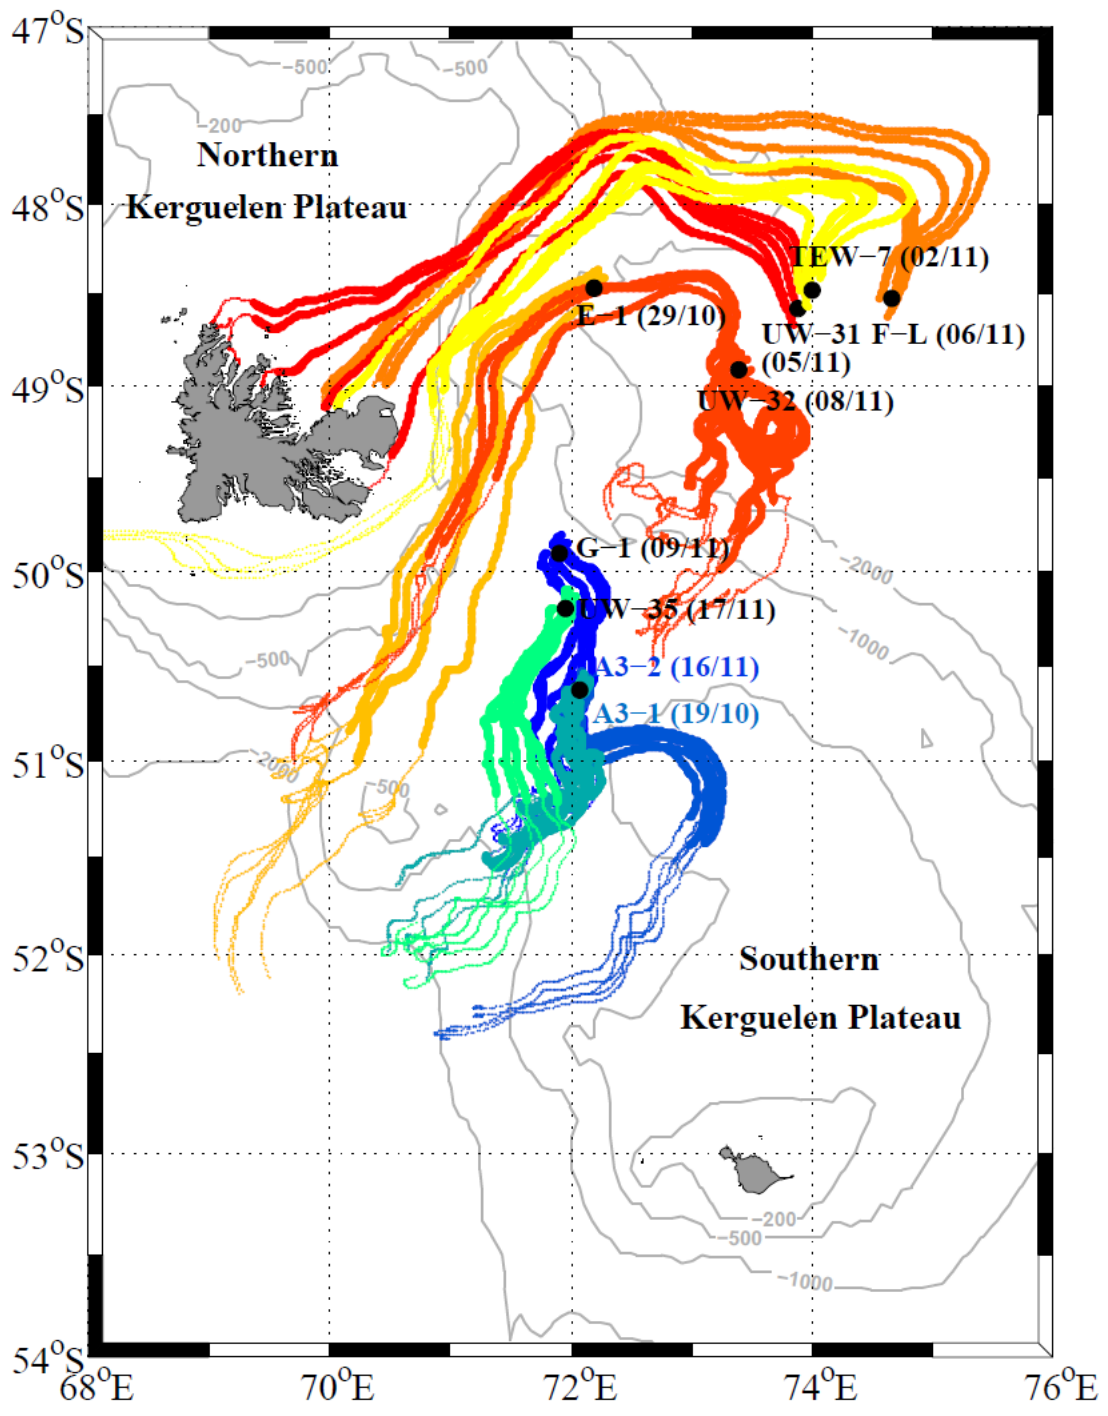 47°S
−500
−500
−200
Northern
Kerguelen Plateau
48°S
TEW−7 (02/11)
E−1 (29/10)
UW−31 F−L (06/11)
(05/11)
49°S
UW−32 (08/11)
G−1 (09/11)
50°S
−2000
UW−35 (17/11)
−1000
−500
A3−2 (16/11)
A3−1 (19/10)
51°S
−2000
−500
52°S
Southern
Kerguelen Plateau
53°S
−200
−500
−1000
54°S
68°E 70°E 72°E 74°E 76°E